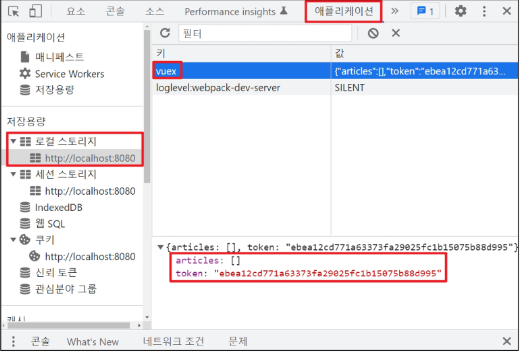 요소 콘솔 소스 Performance insights 애플리케이션 » 1
애플리케이션
매니페스트
Service Workers
저장용량
저장용량
로컬 스토리지
http://localhost:8080
세션 스토리지
http://localhost:8080
IndexedDB
웹 SQL
쿠키
http://localhost:8080
신뢰 토큰
관심분야 그룹
캐시
필터
키 값
vuex {"articles":[],"token":"ebea12cd771a63...
loglevel:webpack-dev-server SILENT
{articles: [], token: "ebea12cd771a63373fa29025fc1b15075b88d995"}
articles: []
token: "ebea12cd771a63373fa29025fc1b15075b88d995"
콘솔 What's New 네트워크 조건 문제